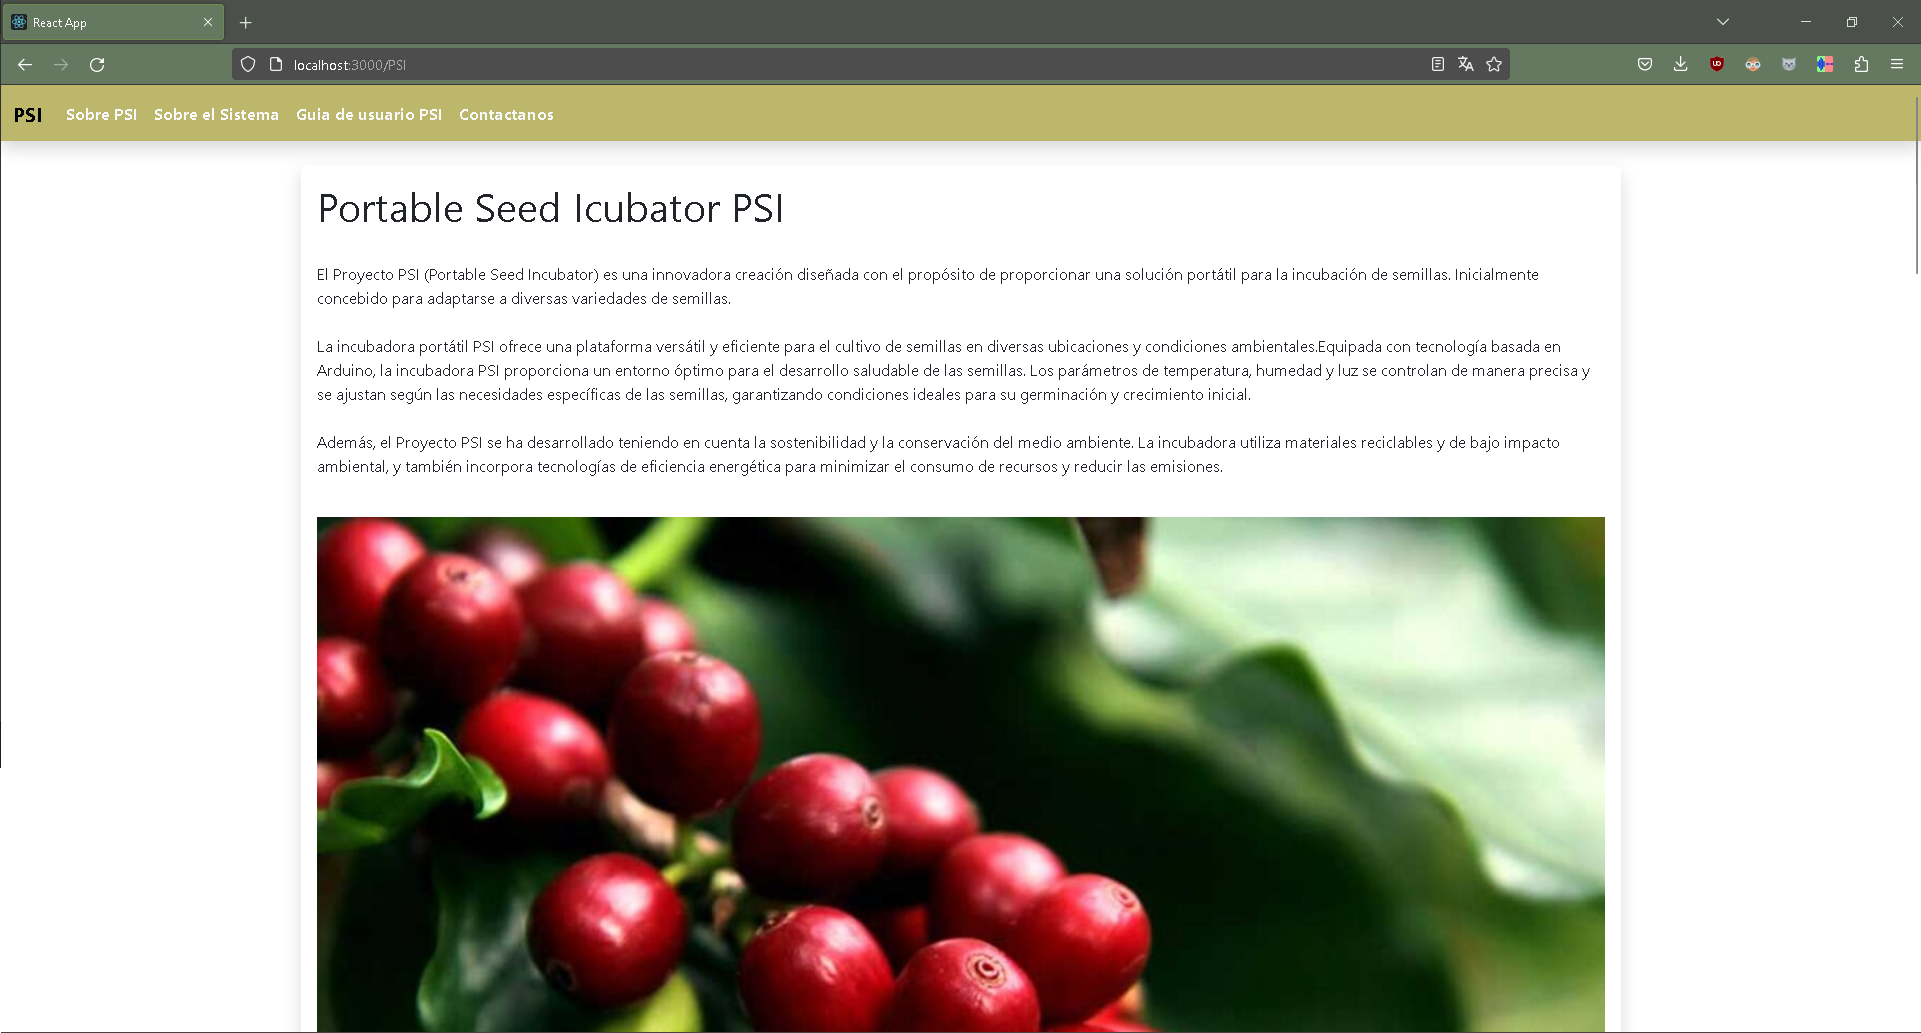 React App
localhost:3000/PSI
PSI Sobre PSI Sobre el Sistema Guia de usuario PSI Contactanos
Portable Seed Icubator PSI
El Proyecto PSI (Portable Seed Incubator) es una innovadora creación diseñada con el propósito de proporcionar una solución portátil para la incubación de semillas. Inicialmente
concebido para adaptarse a diversas variedades de semillas.
La incubadora portátil PSI ofrece una plataforma versátil y eficiente para el cultivo de semillas en diversas ubicaciones y condiciones ambientales.Equipada con tecnología basada en
Arduino, la incubadora PSI proporciona un entorno óptimo para el desarrollo saludable de las semillas. Los parámetros de temperatura, humedad y luz se controlan de manera precisa y
se ajustan según las necesidades específicas de las semillas, garantizando condiciones ideales para su germinación y crecimiento inicial.
Además, el Proyecto PSI se ha desarrollado teniendo en cuenta la sostenibilidad y la conservación del medio ambiente. La incubadora utiliza materiales reciclables y de bajo impacto
ambiental, y también incorpora tecnologías de eficiencia energética para minimizar el consumo de recursos y reducir las emisiones.